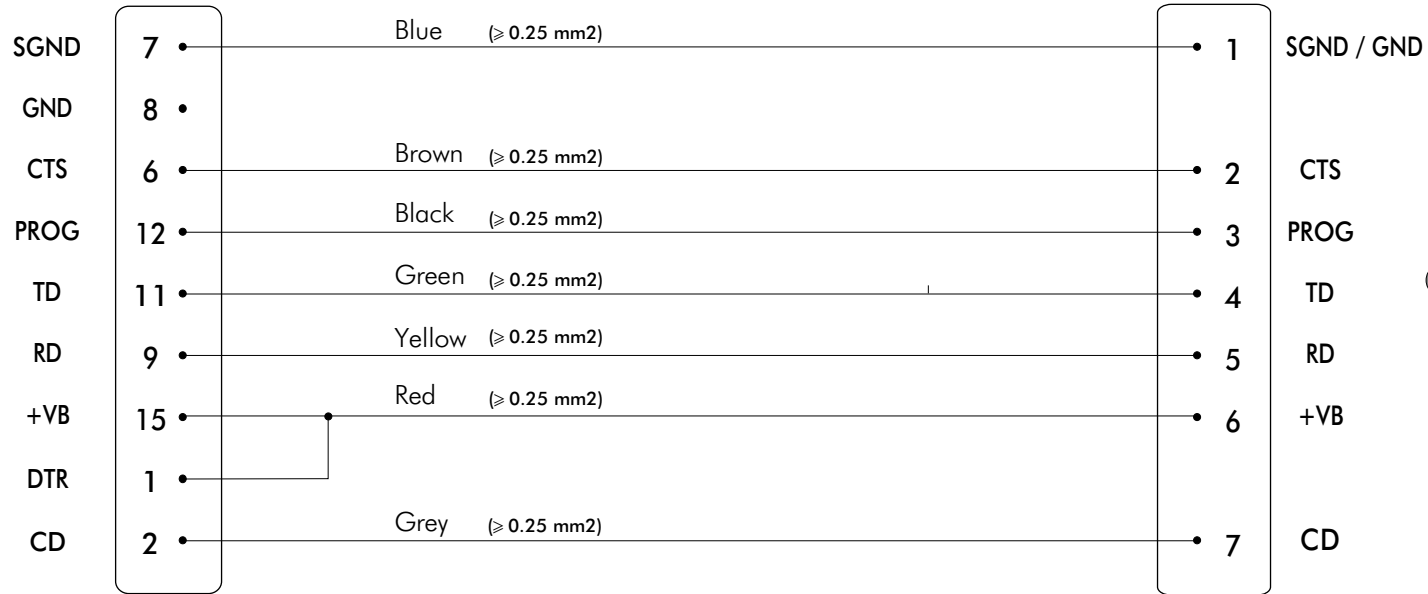 SGND 7 Blue (⩾ 0.25 mm2) 1 SGND / GND
GND 8
CTS 6 Brown (⩾ 0.25 mm2) 2 CTS
PROG 12 Black (⩾ 0.25 mm2) 3 PROG
TD 11 Green (⩾ 0.25 mm2) 4 TD (
RD 9 Yellow (⩾ 0.25 mm2) 5 RD
+VB 15 Red (⩾ 0.25 mm2) 6 +VB
DTR 1
CD 2 Grey (⩾ 0.25 mm2) 7 CD